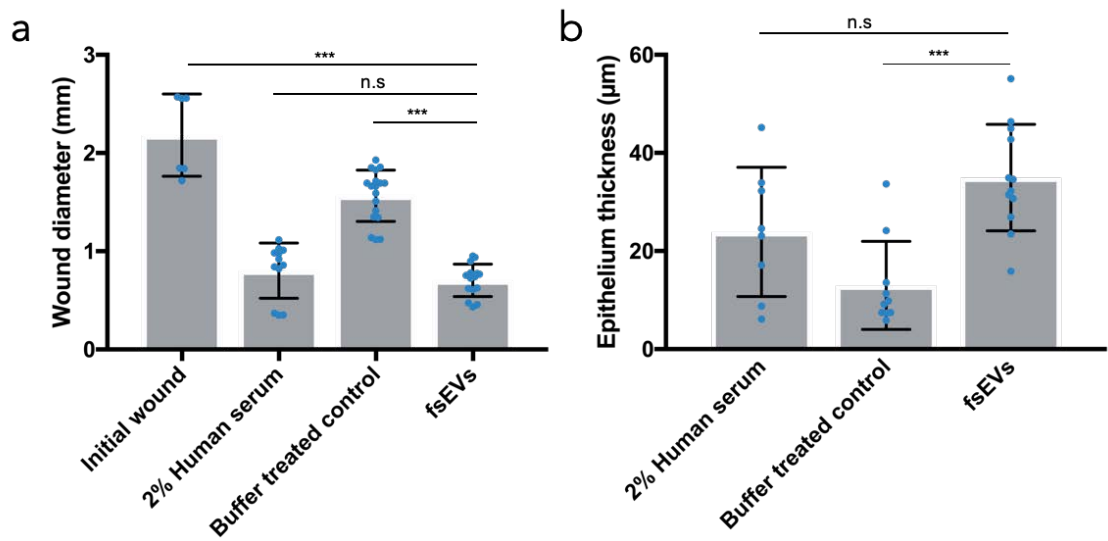 a
Wound diameter (mm)
3
2
1
0
***
n.s
***
Initial wound
2% Human serum
Buffer treated control
fsEVs
b
Epithelium thickness (µm)
60
40
20
0
n.s
***
2% Human serum
Buffer treated control
fsEVs